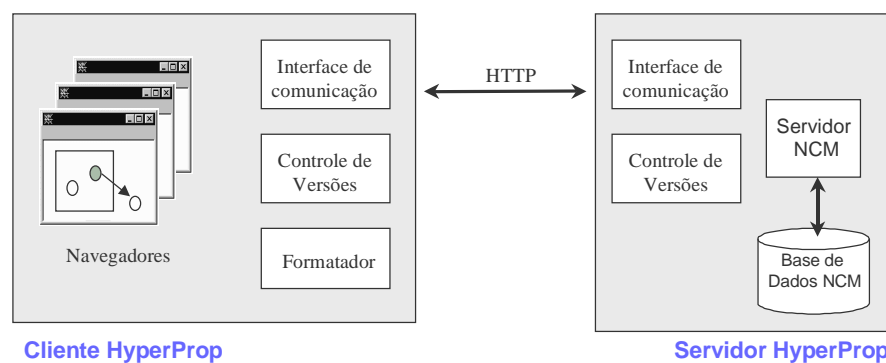 Navegadores
Interface de
comunicação
Controle de
Versões
Formatador
HTTP
Interface de
comunicação
Controle de
Versões
Servidor
NCM
Base de
Dados NCM
Cliente HyperProp
Servidor HyperProp